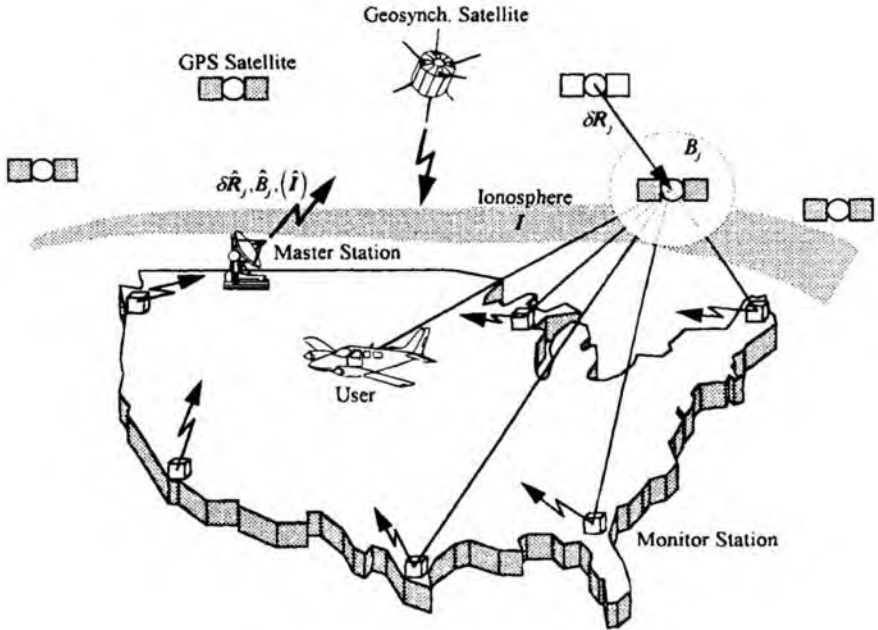 Geosynch. Satellite
GPS Satellite
δR_j
B_j
δR̂_j, B̂_j, (Î)
Ionosphere
I
Master Station
User
Monitor Station